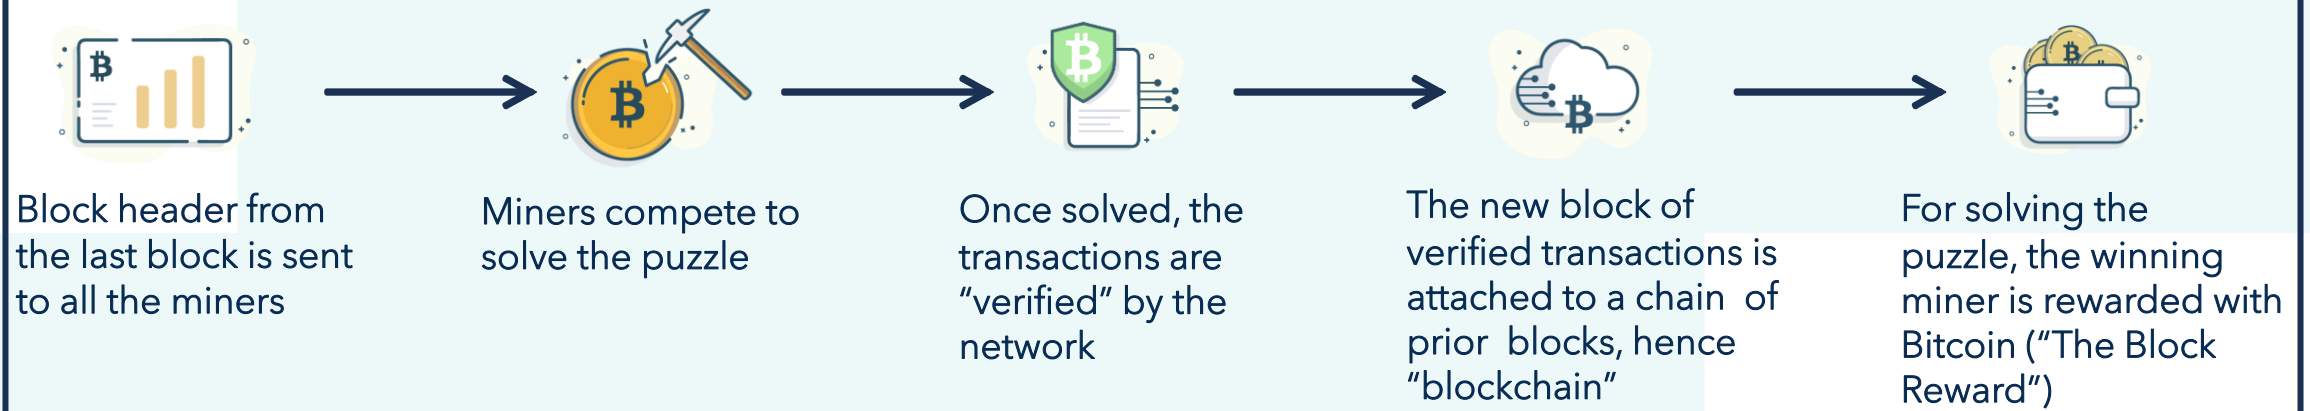 Block header from
the last block is sent
to all the miners
Miners compete to
solve the puzzle
Once solved, the
transactions are
“verified” by the
network
The new block of
verified transactions is
attached to a chain  of
prior  blocks, hence
“blockchain”
For solving the
puzzle, the winning
miner is rewarded with
Bitcoin (“The Block
Reward”)